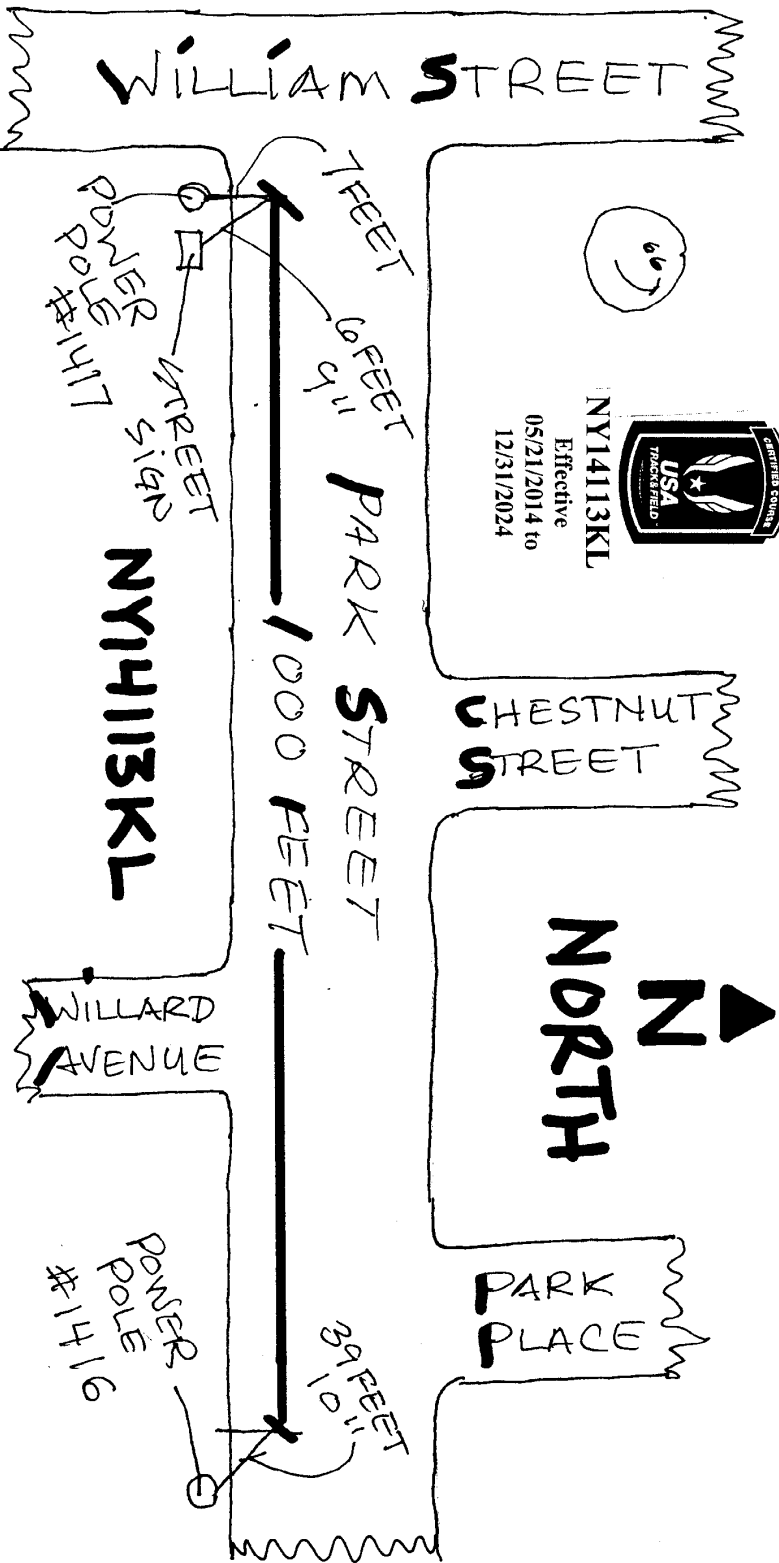 WILLIAM STREET
7 FEET
POWER
POLE
#1417
STREET
SIGN
6 FEET
9"
CERTIFIED COURSE
USA
TRACK & FIELD
NY14113KL
Effective
05/21/2014 to
12/31/2024
PARK STREET
1000 FEET
NY14113KL
CHESTNUT
STREET
N
NORTH
WILLARD
AVENUE
PARK
PLACE
39 FEET
10"
POWER
POLE
#1416